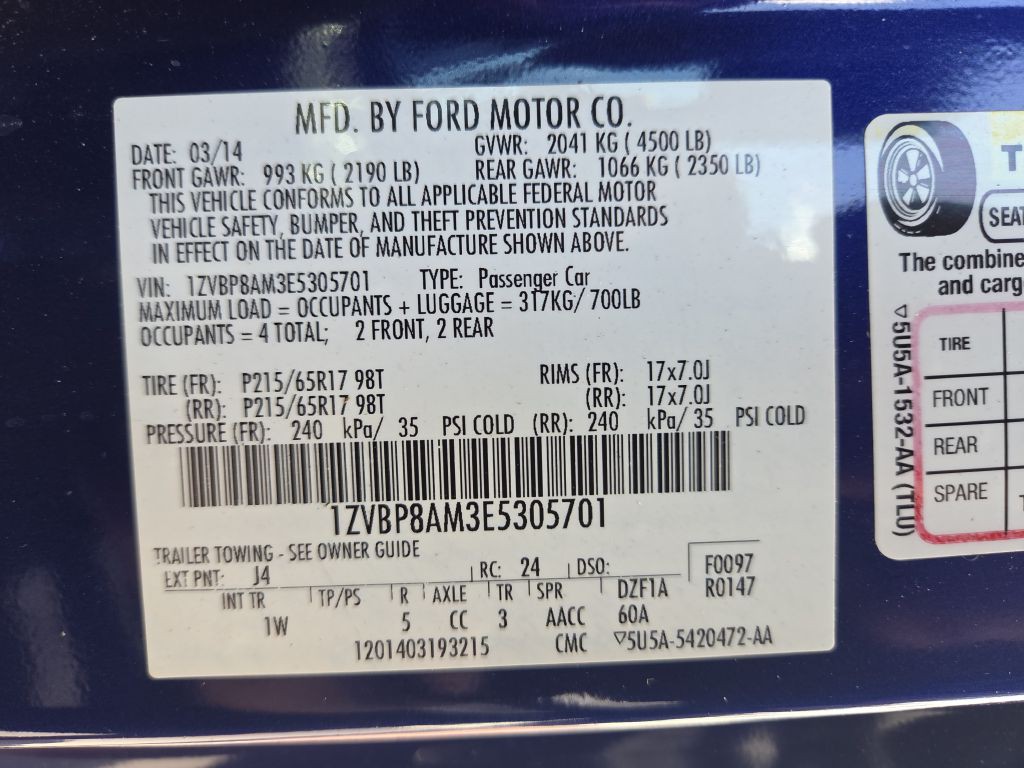 MFD. BY FORD MOTOR CO.
DATE: 03/14 GVWR: 2041 KG ( 4500 LB)
FRONT GAWR: 993 KG ( 2190 LB) REAR GAWR: 1066 KG ( 2350 LB)
THIS VEHICLE CONFORMS TO ALL APPLICABLE FEDERAL MOTOR
VEHICLE SAFETY, BUMPER, AND THEFT PREVENTION STANDARDS
IN EFFECT ON THE DATE OF MANUFACTURE SHOWN ABOVE.
VIN: 1ZVBP8AM3E5305701 TYPE: Passenger Car
MAXIMUM LOAD = OCCUPANTS + LUGGAGE = 317KG/ 700LB
OCCUPANTS = 4 TOTAL; 2 FRONT, 2 REAR
TIRE (FR): P215/65R17 98T RIMS (FR): 17x7.0J
(RR): P215/65R17 98T (RR): 17x7.0J
PRESSURE (FR): 240 kPa/ 35 PSI COLD (RR): 240 kPa/ 35 PSI COLD
1ZVBP8AM3E5305701
TRAILER TOWING - SEE OWNER GUIDE
EXT PNT: J4 RC: 24 DSO: F0097
INT TR TP/PS R AXLE TR SPR DZF1A R0147
1W 5 CC 3 AACC 60A
1201403193215 CMC ▽5U5A-5420472-AA
T
SEAT
The combine
and carg
TIRE
FRONT
REAR
SPARE
T
▽5U5A-1532-AA (TLU)